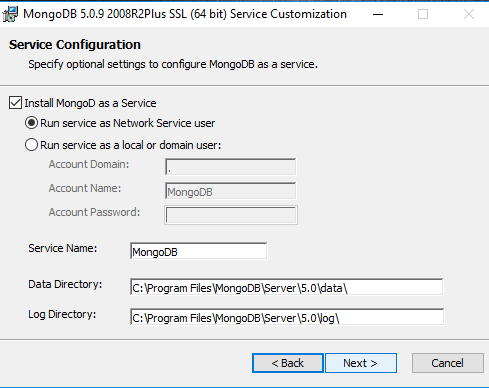 MongoDB 5.0.9 2008R2Plus SSL (64 bit) Service Customization
Service Configuration
Specify optional settings to configure MongoDB as a service.
Install MongoD as a Service
Run service as Network Service user
Run service as a local or domain user:
Account Domain: .
Account Name: MongoDB
Account Password:
Service Name: MongoDB
Data Directory: C:\Program Files\MongoDB\Server\5.0\data\
Log Directory: C:\Program Files\MongoDB\Server\5.0\log\
< Back Next > Cancel